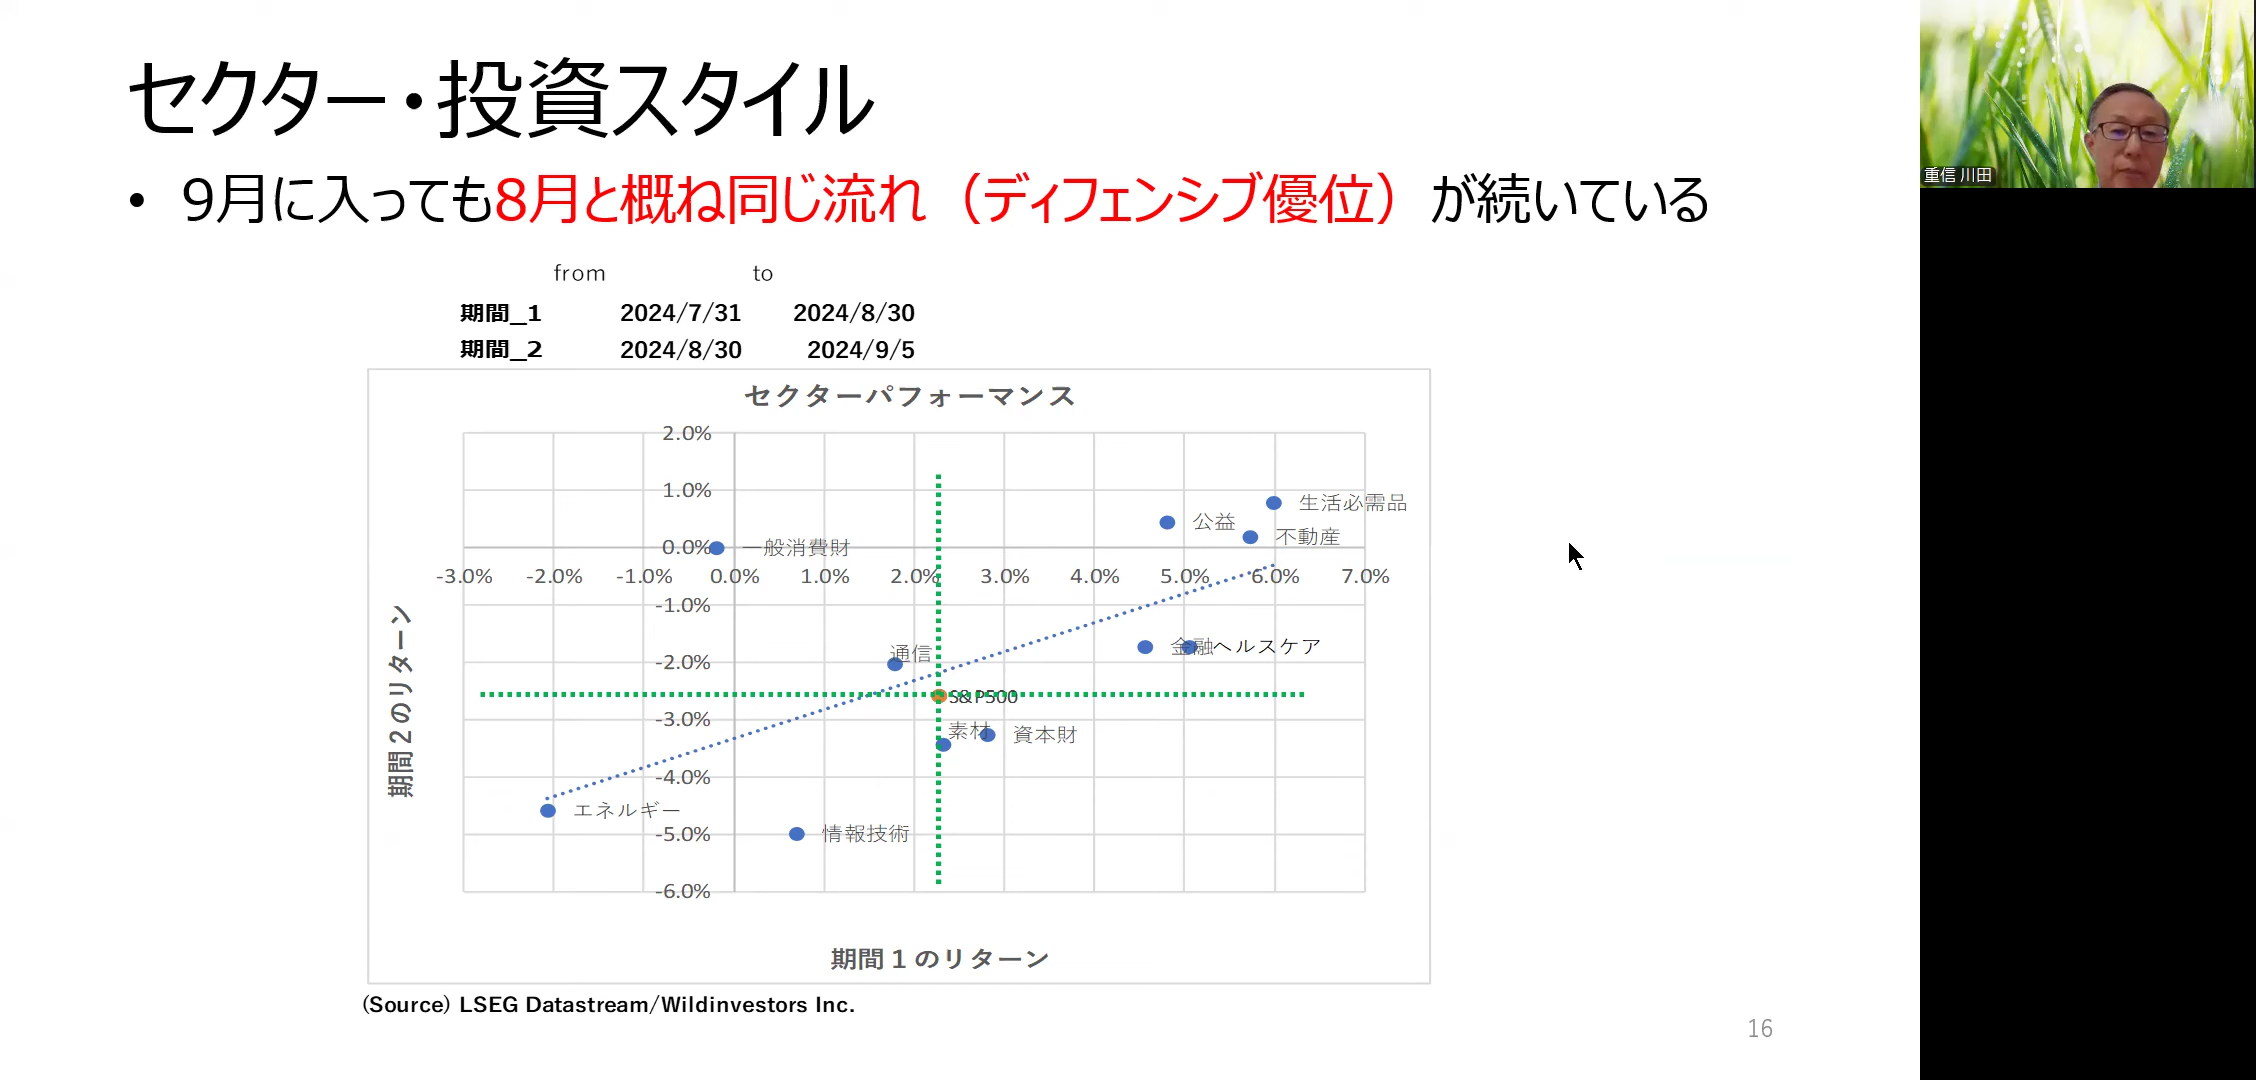 セクター・投資スタイル
• 9月に入っても8月と概ね同じ流れ（ディフェンシブ優位）が続いている
from to
期間_1 2024/7/31 2024/8/30
期間_2 2024/8/30 2024/9/5
セクターパフォーマンス
2.0%
1.0%
生活必需品
公益
不動産
0.0%
一般消費財
-3.0% -2.0% -1.0% 0.0% 1.0% 2.0% 3.0% 4.0% 5.0% 6.0% 7.0%
-1.0%
金融 ヘルスケア
通信
-2.0%
S&P500
-3.0%
素材 資本財
-4.0%
エネルギー
-5.0%
情報技術
-6.0%
期間２のリターン
期間１のリターン
(Source) LSEG Datastream/Wildinvestors Inc.
16
重信 川田